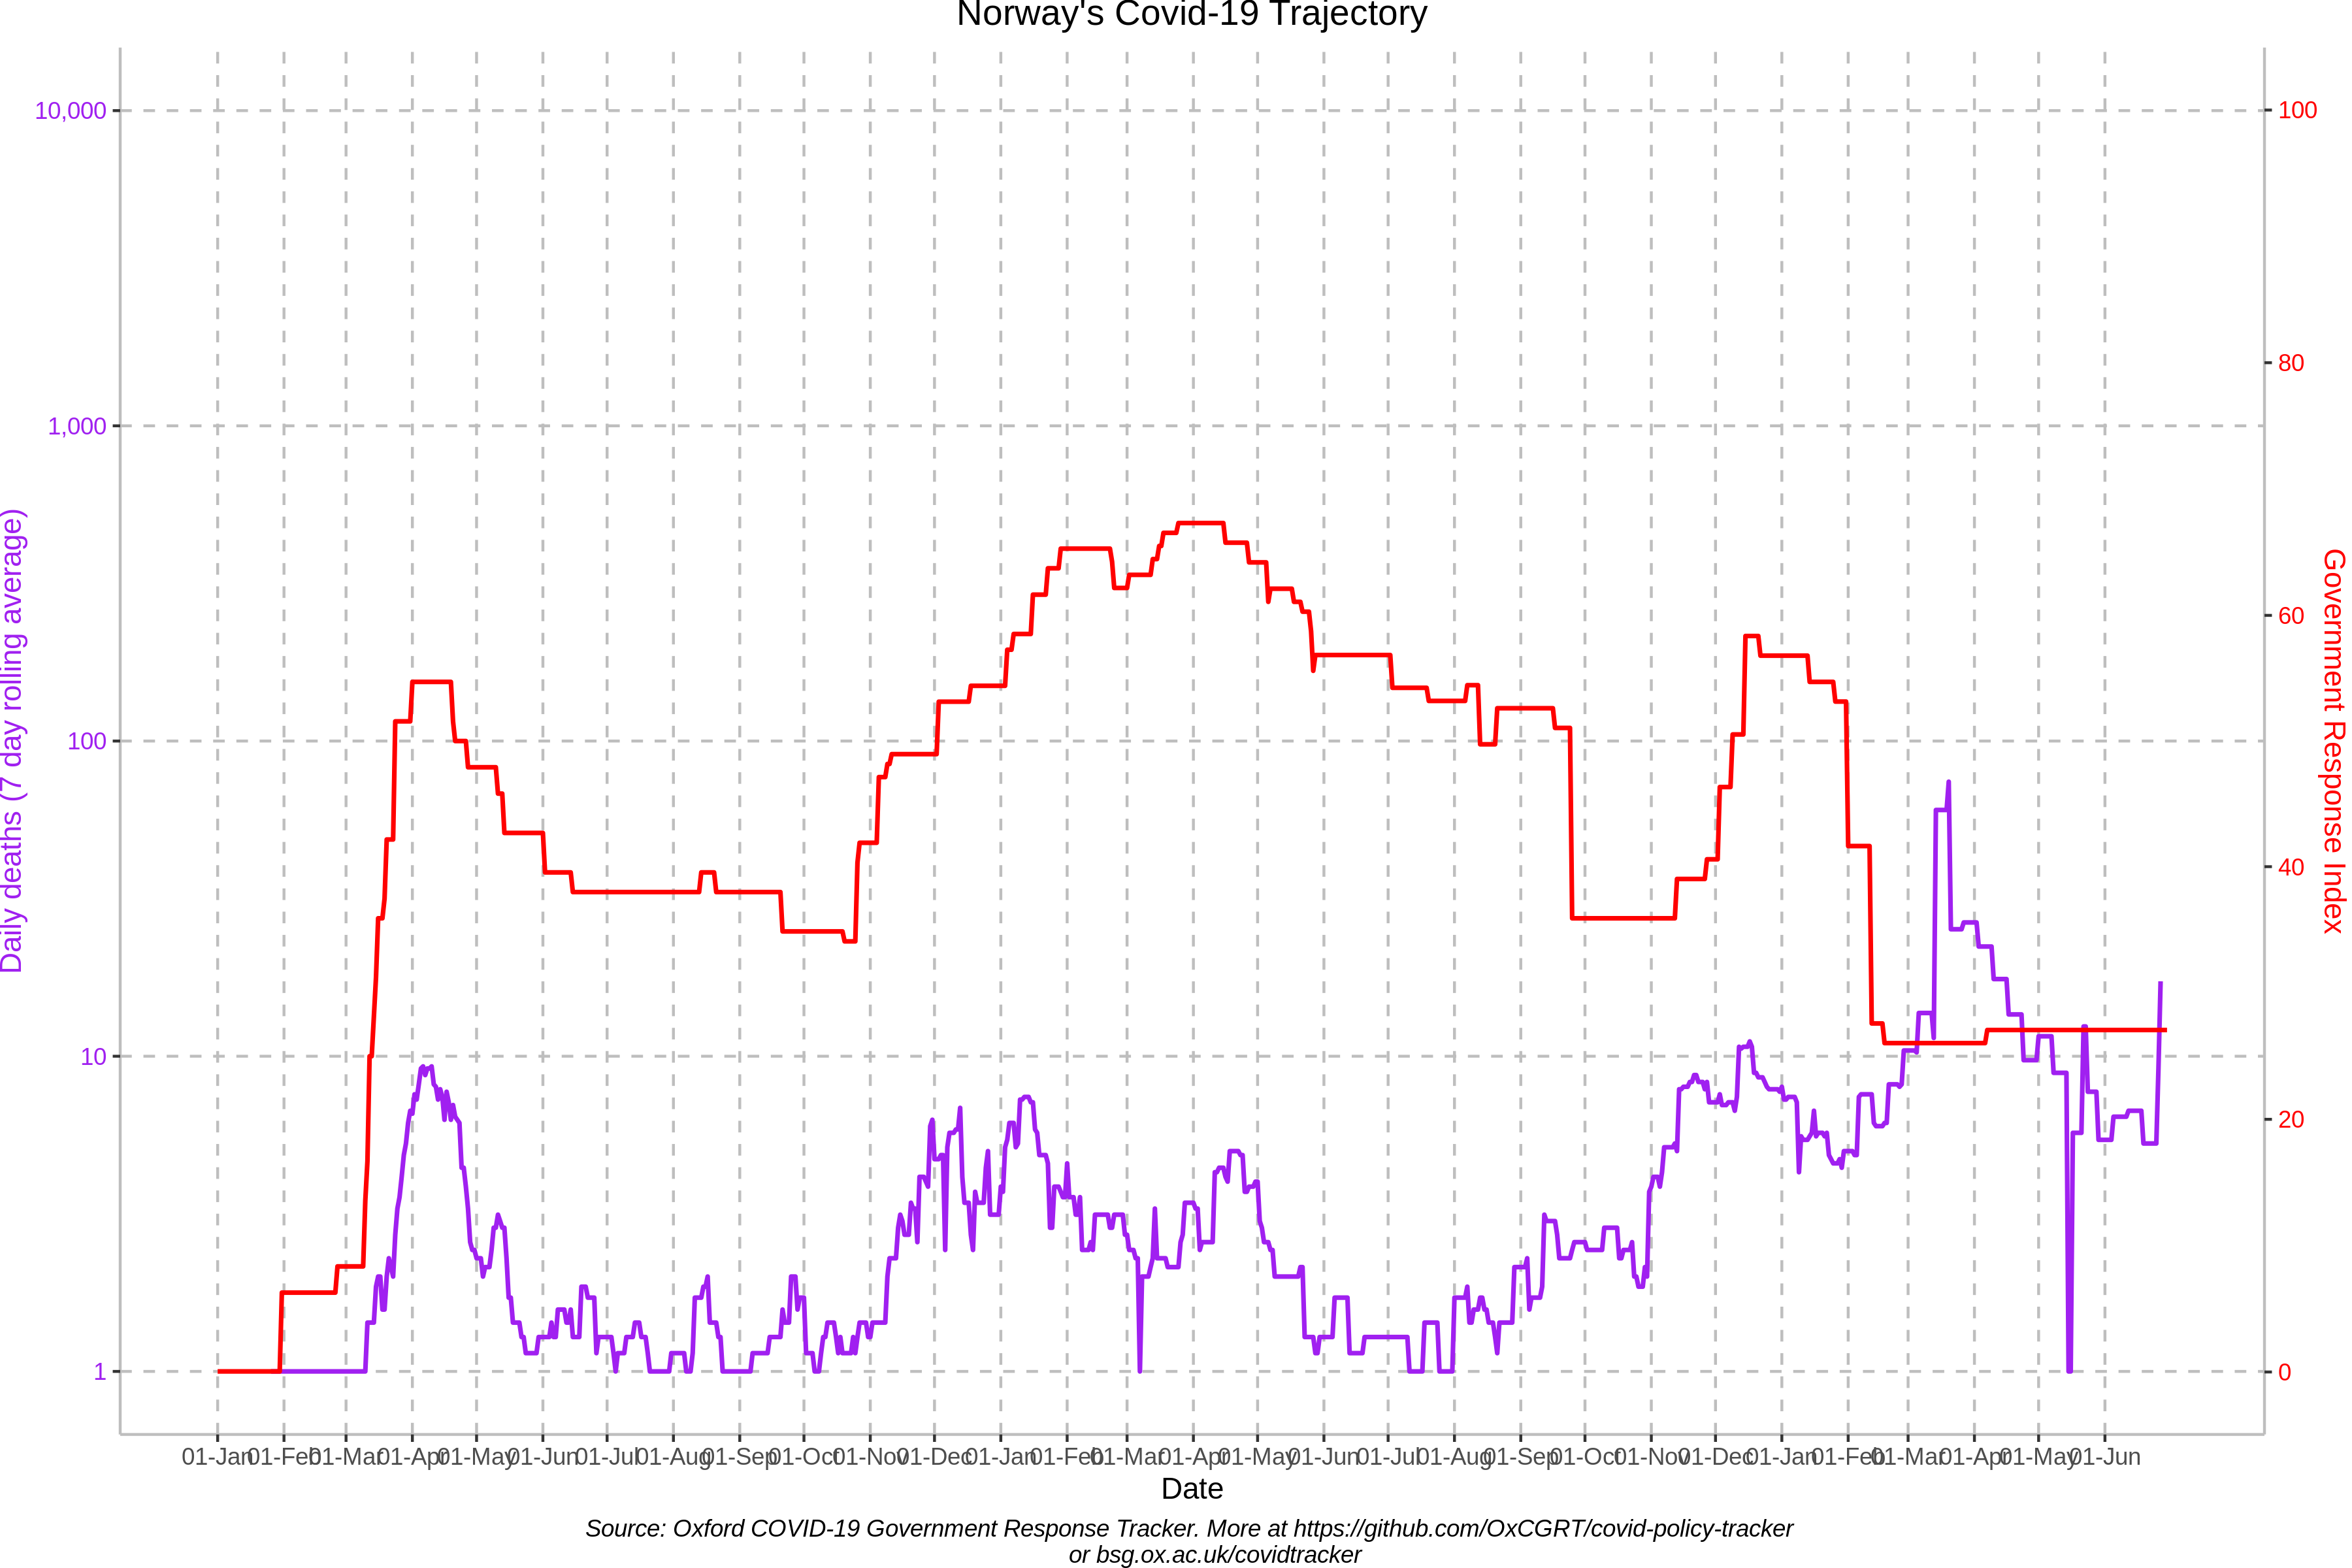 Norway's Covid-19 Trajectory
10,000
1,000
100
10
1
Daily deaths (7 day rolling average)
100
80
60
40
20
0
Government Response Index
01-Jan 01-Feb 01-Mar 01-Apr 01-May 01-Jun 01-Jul 01-Aug 01-Sep 01-Oct 01-Nov 01-Dec 01-Jan 01-Feb 01-Mar 01-Apr 01-May 01-Jun 01-Jul 01-Aug 01-Sep 01-Oct 01-Nov 01-Dec 01-Jan 01-Feb 01-Mar 01-Apr 01-May 01-Jun
Date
Source: Oxford COVID-19 Government Response Tracker. More at https://github.com/OxCGRT/covid-policy-tracker
or bsg.ox.ac.uk/covidtracker